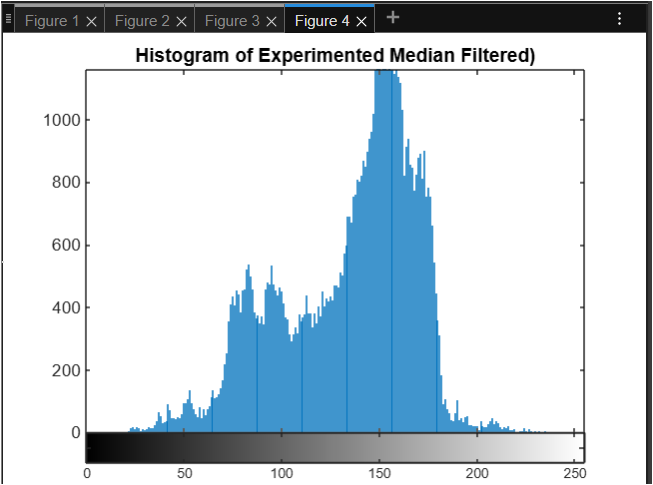 Figure 1 × Figure 2 × Figure 3 × Figure 4 × +
Histogram of Experimented Median Filtered)
1000
800
600
400
200
0
0 50 100 150 200 250